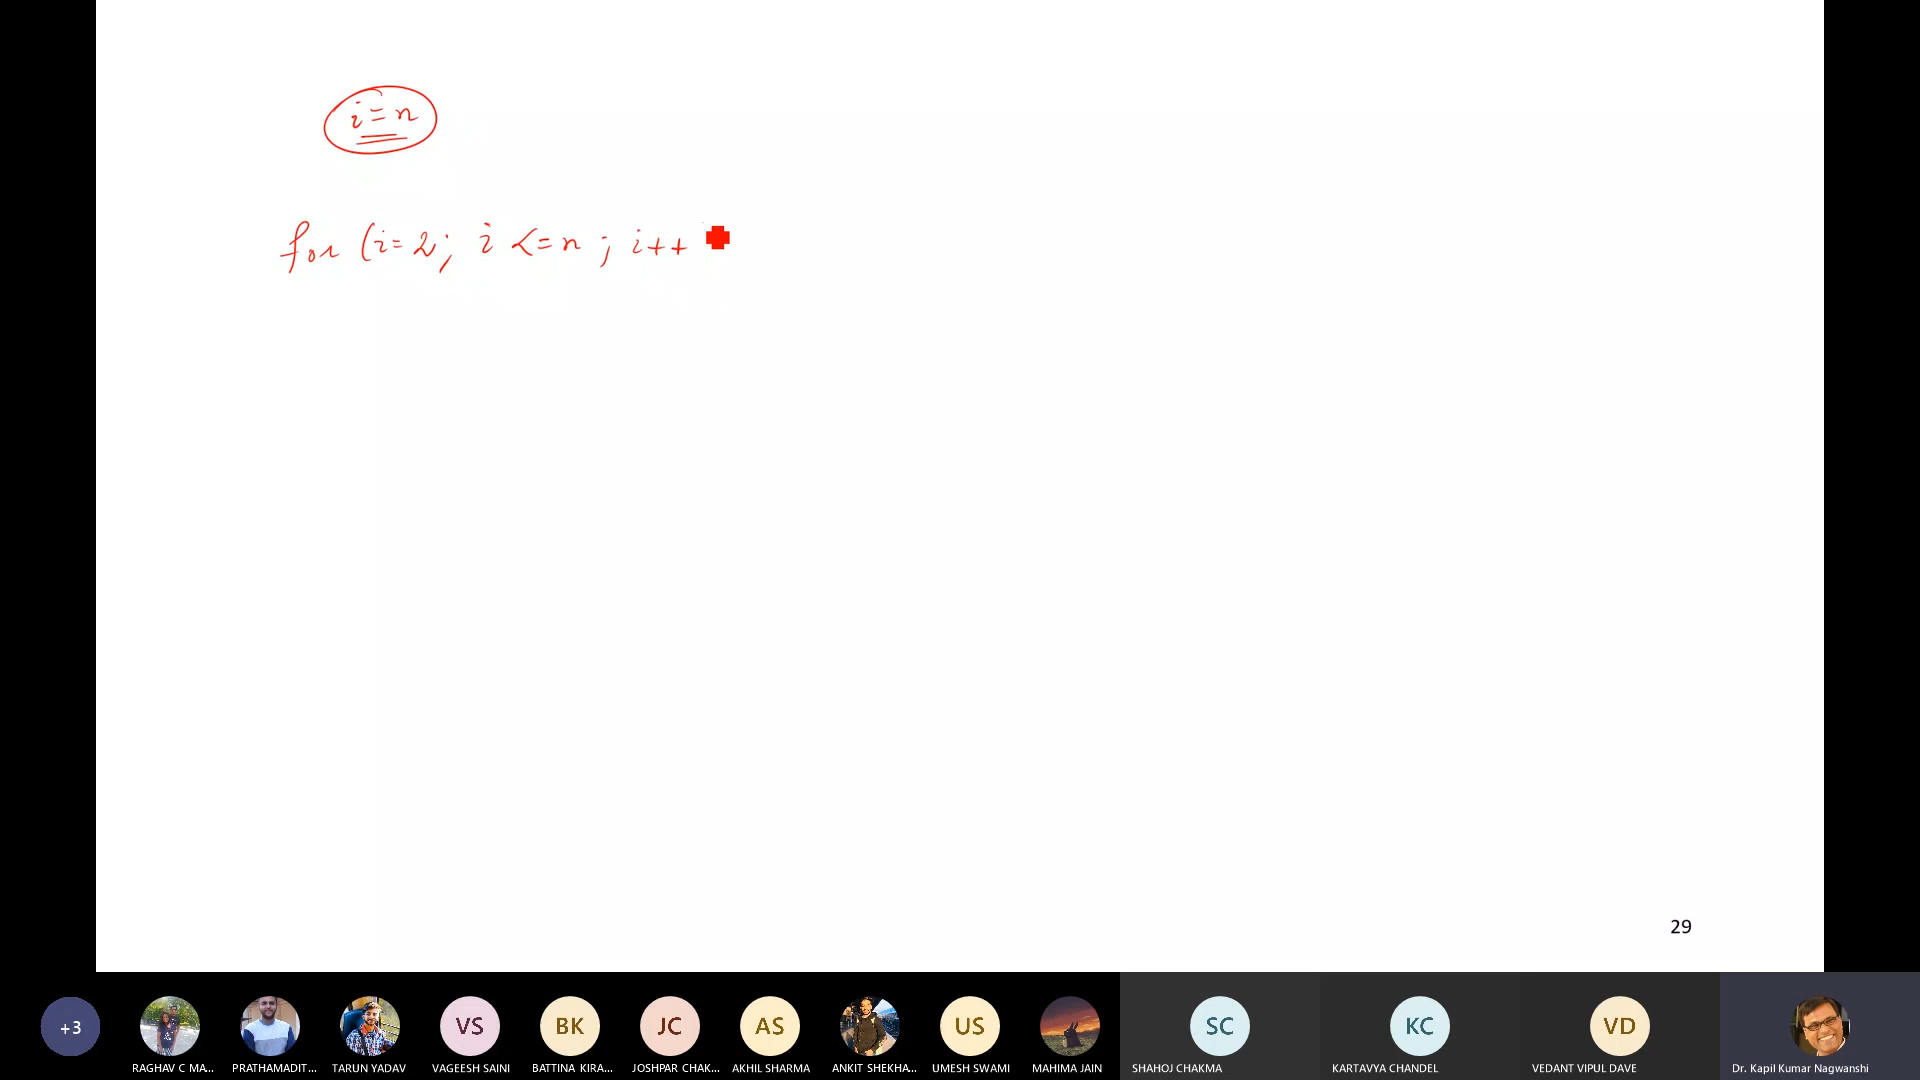 i=n
for (i=2; i <=n ; i++
29
+3
VS
BK
JC
AS
US
SC
KC
VD
RAGHAV C MA...
PRATHAMADIT...
TARUN YADAV
VAGEESH SAINI
BATTINA KIRA...
JOSHPAR CHAK...
AKHIL SHARMA
ANKIT SHEKHA...
UMESH SWAMI
MAHIMA JAIN
SHAHOJ CHAKMA
KARTAVYA CHANDEL
VEDANT VIPUL DAVE
Dr. Kapil Kumar Nagwanshi